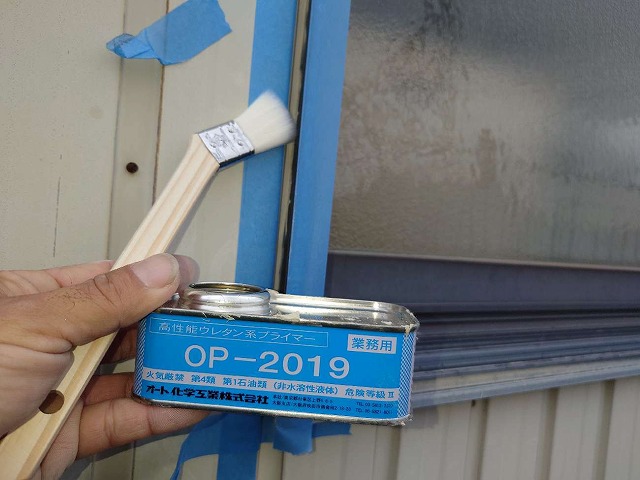 高性能ウレタン系プライマー
業務用
OP-2019
火気厳禁 第4類 第1石油類 (非水溶性液体) 危険等級Ⅱ
オート化学工業株式会社